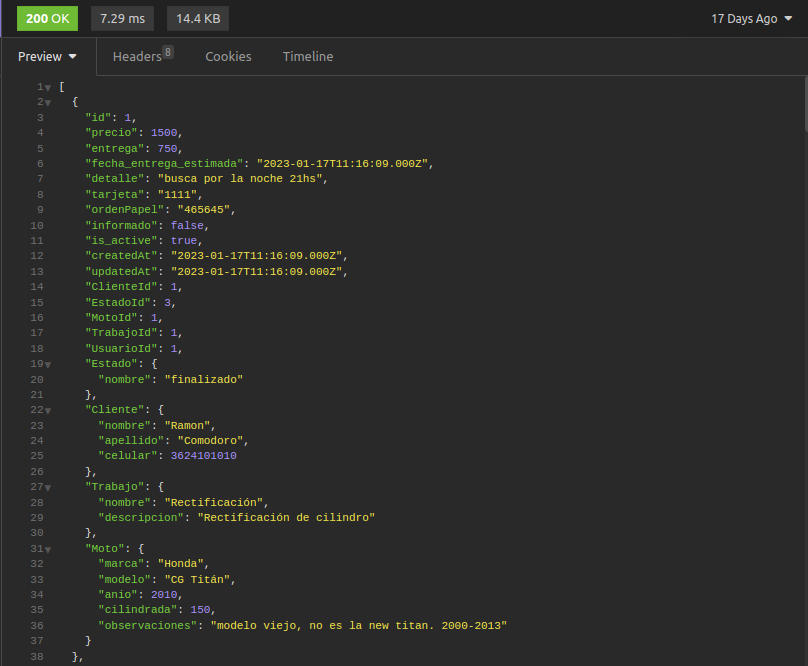 200 OK 7.29 ms 14.4 KB 17 Days Ago
Preview Headers 8 Cookies Timeline
1 [
2 {
3 "id": 1,
4 "precio": 1500,
5 "entrega": 750,
6 "fecha_entrega_estimada": "2023-01-17T11:16:09.000Z",
7 "detalle": "busca por la noche 21hs",
8 "tarjeta": "1111",
9 "ordenPapel": "465645",
10 "informado": false,
11 "is_active": true,
12 "createdAt": "2023-01-17T11:16:09.000Z",
13 "updatedAt": "2023-01-17T11:16:09.000Z",
14 "ClienteId": 1,
15 "EstadoId": 3,
16 "MotoId": 1,
17 "TrabajoId": 1,
18 "UsuarioId": 1,
19 "Estado": {
20 "nombre": "finalizado"
21 },
22 "Cliente": {
23 "nombre": "Ramon",
24 "apellido": "Comodoro",
25 "celular": 3624101010
26 },
27 "Trabajo": {
28 "nombre": "Rectificación",
29 "descripcion": "Rectificación de cilindro"
30 },
31 "Moto": {
32 "marca": "Honda",
33 "modelo": "CG Titán",
34 "anio": 2010,
35 "cilindrada": 150,
36 "observaciones": "modelo viejo, no es la new titan. 2000-2013"
37 }
38 },